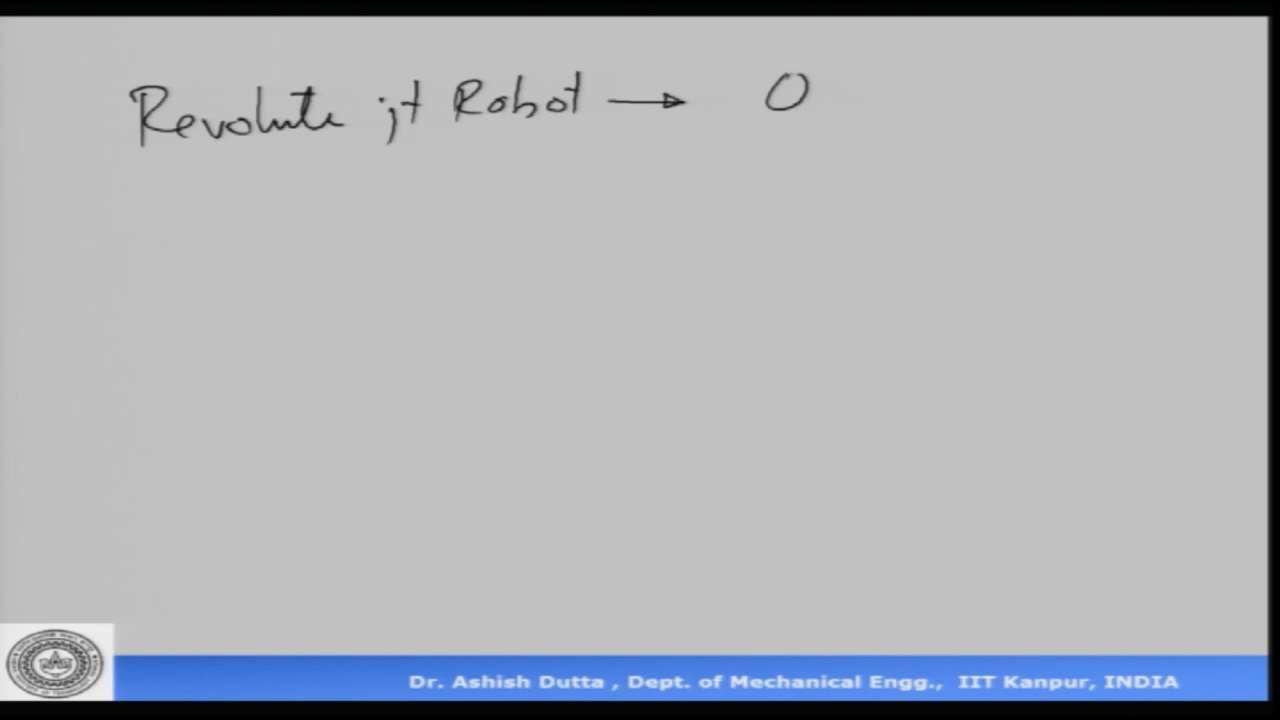 Revolute jt Robot → O
Dr. Ashish Dutta , Dept. of Mechanical Engg., IIT Kanpur, INDIA